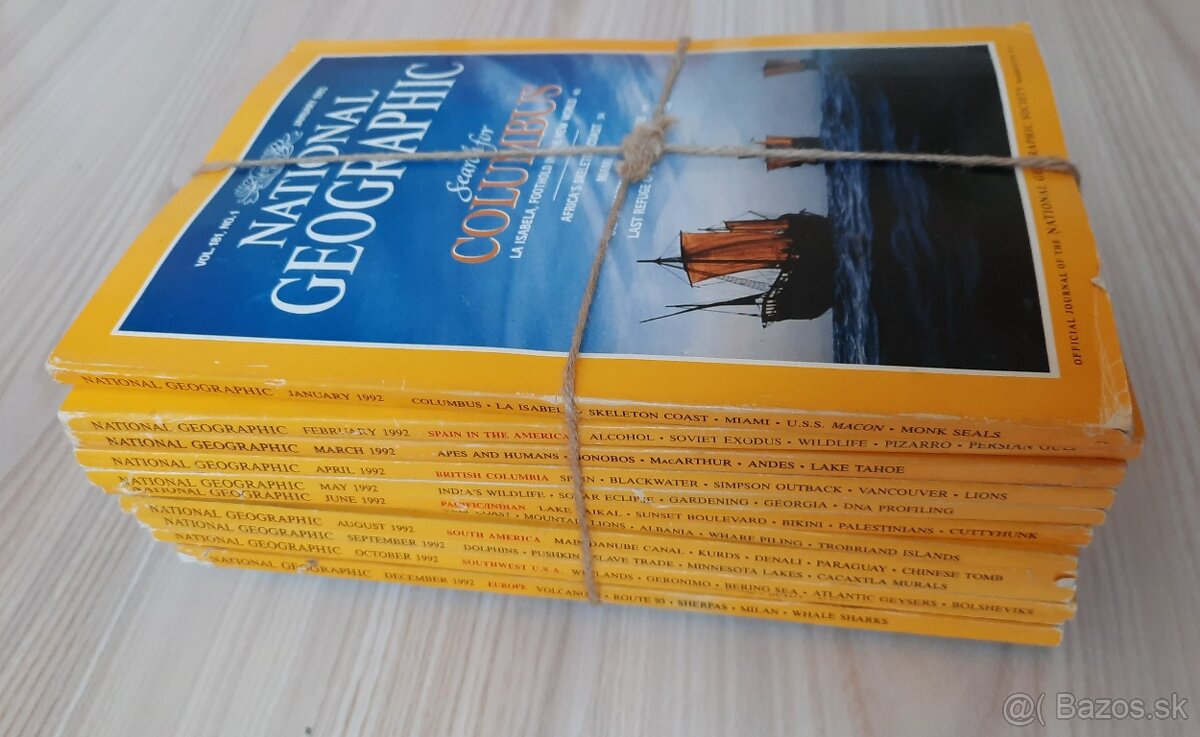 VOL. 181, NO. 1
JANUARY 1992
NATIONAL
GEOGRAPHIC
Search for
COLUMBUS
LA ISABELA, FOOTHOLD IN NEW WORLD
AFRICA'S SKELETON COAST
LAST REFUGE
OFFICIAL JOURNAL OF THE NATIONAL GEOGRAPHIC SOCIETY
NATIONAL GEOGRAPHIC JANUARY 1992 COLUMBUS • LA ISABELA • SKELETON COAST • MIAMI • U.S.S. MACON • MONK SEALS
NATIONAL GEOGRAPHIC FEBRUARY 1992 SPAIN IN THE AMERICAS ALCOHOL • SOVIET EXODUS • WILDLIFE • PIZARRO • PERSIAN GULF
NATIONAL GEOGRAPHIC MARCH 1992 APES AND HUMANS • BONOBOS • MACARTHUR • ANDES • LAKE TAHOE
NATIONAL GEOGRAPHIC APRIL 1992 BRITISH COLUMBIA SPAIN • BLACKWATER • SIMPSON OUTBACK • VANCOUVER • LIONS
NATIONAL GEOGRAPHIC MAY 1992 INDIA'S WILDLIFE • SOLAR ECLIPSE • GARDENING • GEORGIA • DNA PROFILING
NATIONAL GEOGRAPHIC JUNE 1992 PACIFIC/INDIAN LAKE BAIKAL • SUNSET BOULEVARD • BIKINI • PALESTINIANS • CUTTYHUNK
COAST • MOUNTAIN LIONS • ALBANIA • WHARF PILING • TROBRIAND ISLANDS
NATIONAL GEOGRAPHIC AUGUST 1992 SOUTH AMERICA MAIN-DANUBE CANAL • KURDS • DENALI • PARAGUAY • CHINESE TOMB
NATIONAL GEOGRAPHIC SEPTEMBER 1992 DOLPHINS • PUSHKIN • SLAVE TRADE • MINNESOTA LAKES • CACAXTLA MURALS
NATIONAL GEOGRAPHIC OCTOBER 1992 SOUTHWEST U.S.A. WETLANDS • GERONIMO • BERING SEA • ATLANTIC GEYSERS • BOLSHEVIKS
NATIONAL GEOGRAPHIC DECEMBER 1992 EUROPE VOLCANOES • ROUTE 93 • SHERPAS • MILAN • WHALE SHARKS
@( Bazos.sk